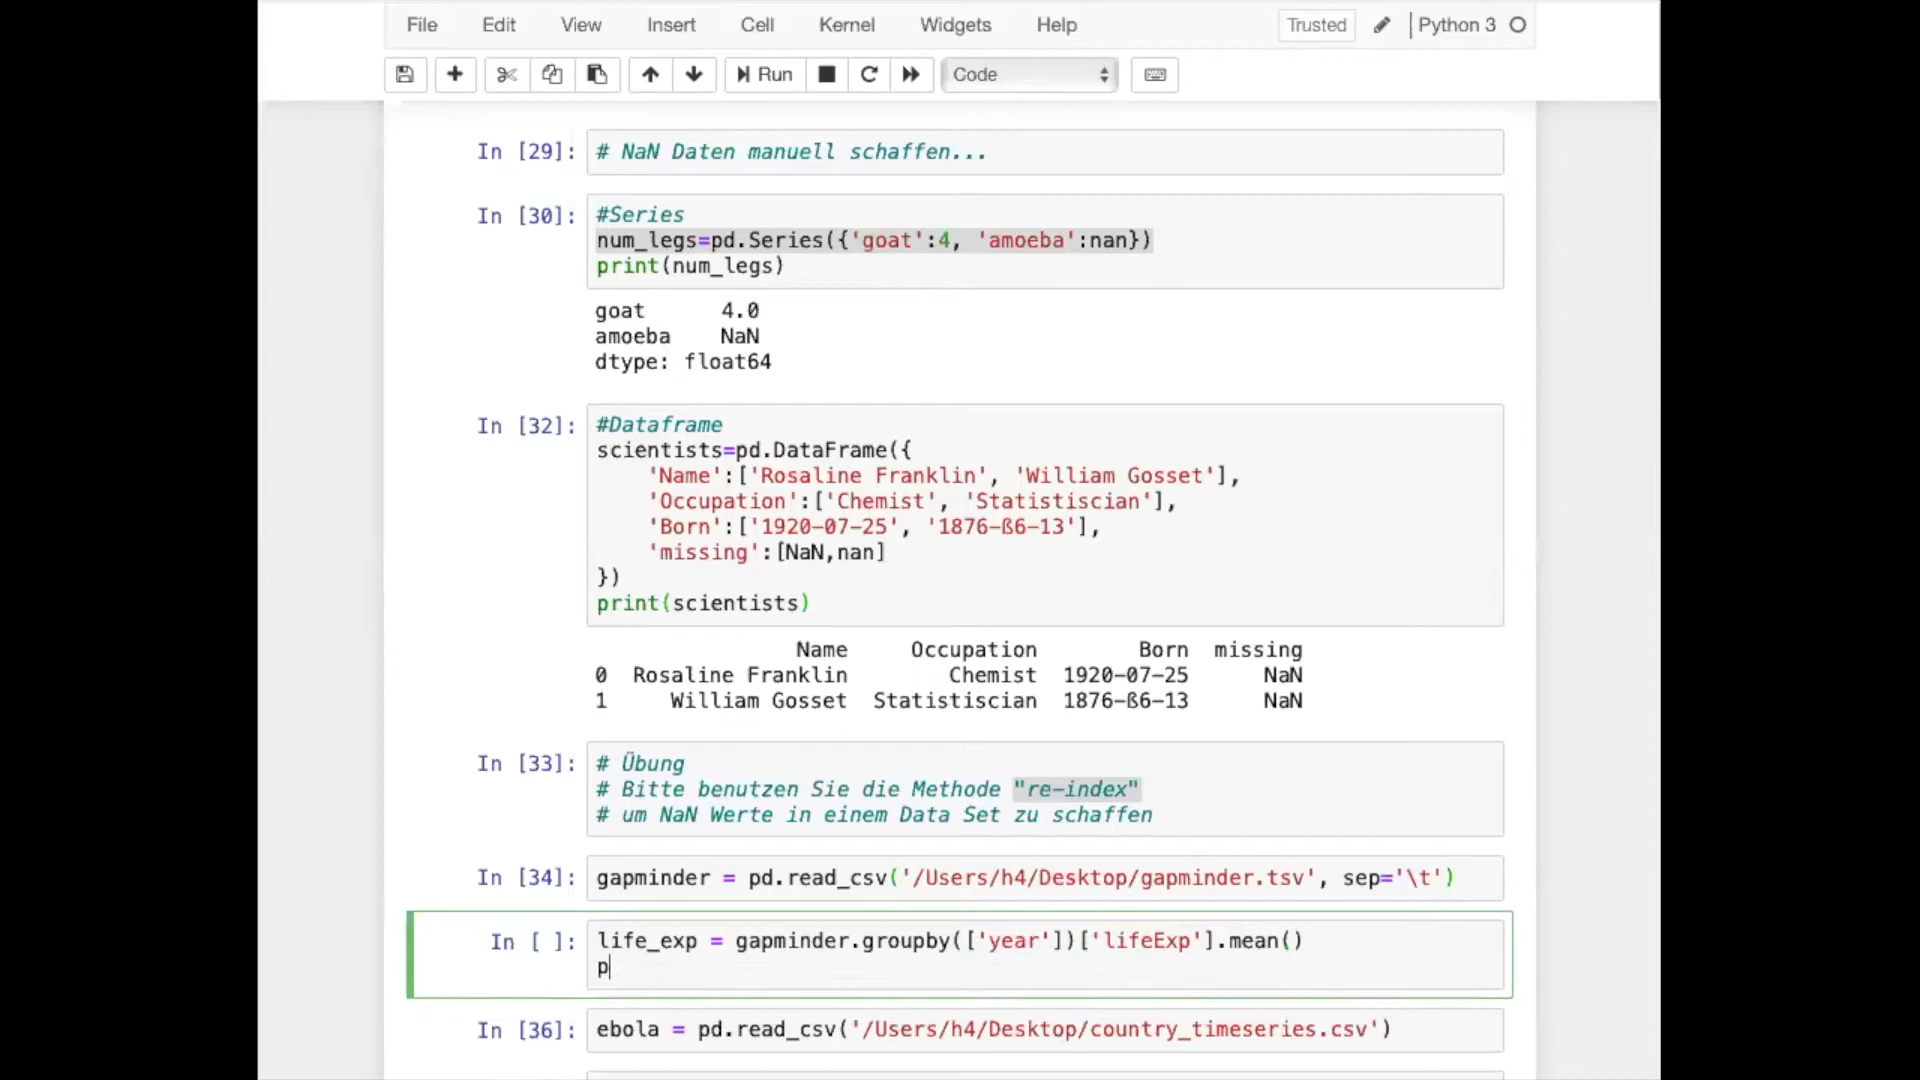 File Edit View Insert Cell Kernel Widgets Help Trusted Python 3
Run Code
In [29]: # NaN Daten manuell schaffen...
In [30]: #Series
num_legs=pd.Series({'goat':4, 'amoeba':nan})
print(num_legs)
goat 4.0
amoeba NaN
dtype: float64
In [32]: #Dataframe
scientists=pd.DataFrame({
'Name':['Rosaline Franklin', 'William Gosset'],
'Occupation':['Chemist', 'Statistiscian'],
'Born':['1920-07-25', '1876-ß6-13'],
'missing':[NaN,nan]
})
print(scientists)
Name Occupation Born missing
0 Rosaline Franklin Chemist 1920-07-25 NaN
1 William Gosset Statistiscian 1876-ß6-13 NaN
In [33]: # Übung
# Bitte benutzen Sie die Methode "re-index"
# um NaN Werte in einem Data Set zu schaffen
In [34]: gapminder = pd.read_csv('/Users/h4/Desktop/gapminder.tsv', sep='\t')
In [ ]: life_exp = gapminder.groupby(['year'])['lifeExp'].mean()
p
In [36]: ebola = pd.read_csv('/Users/h4/Desktop/country_timeseries.csv')